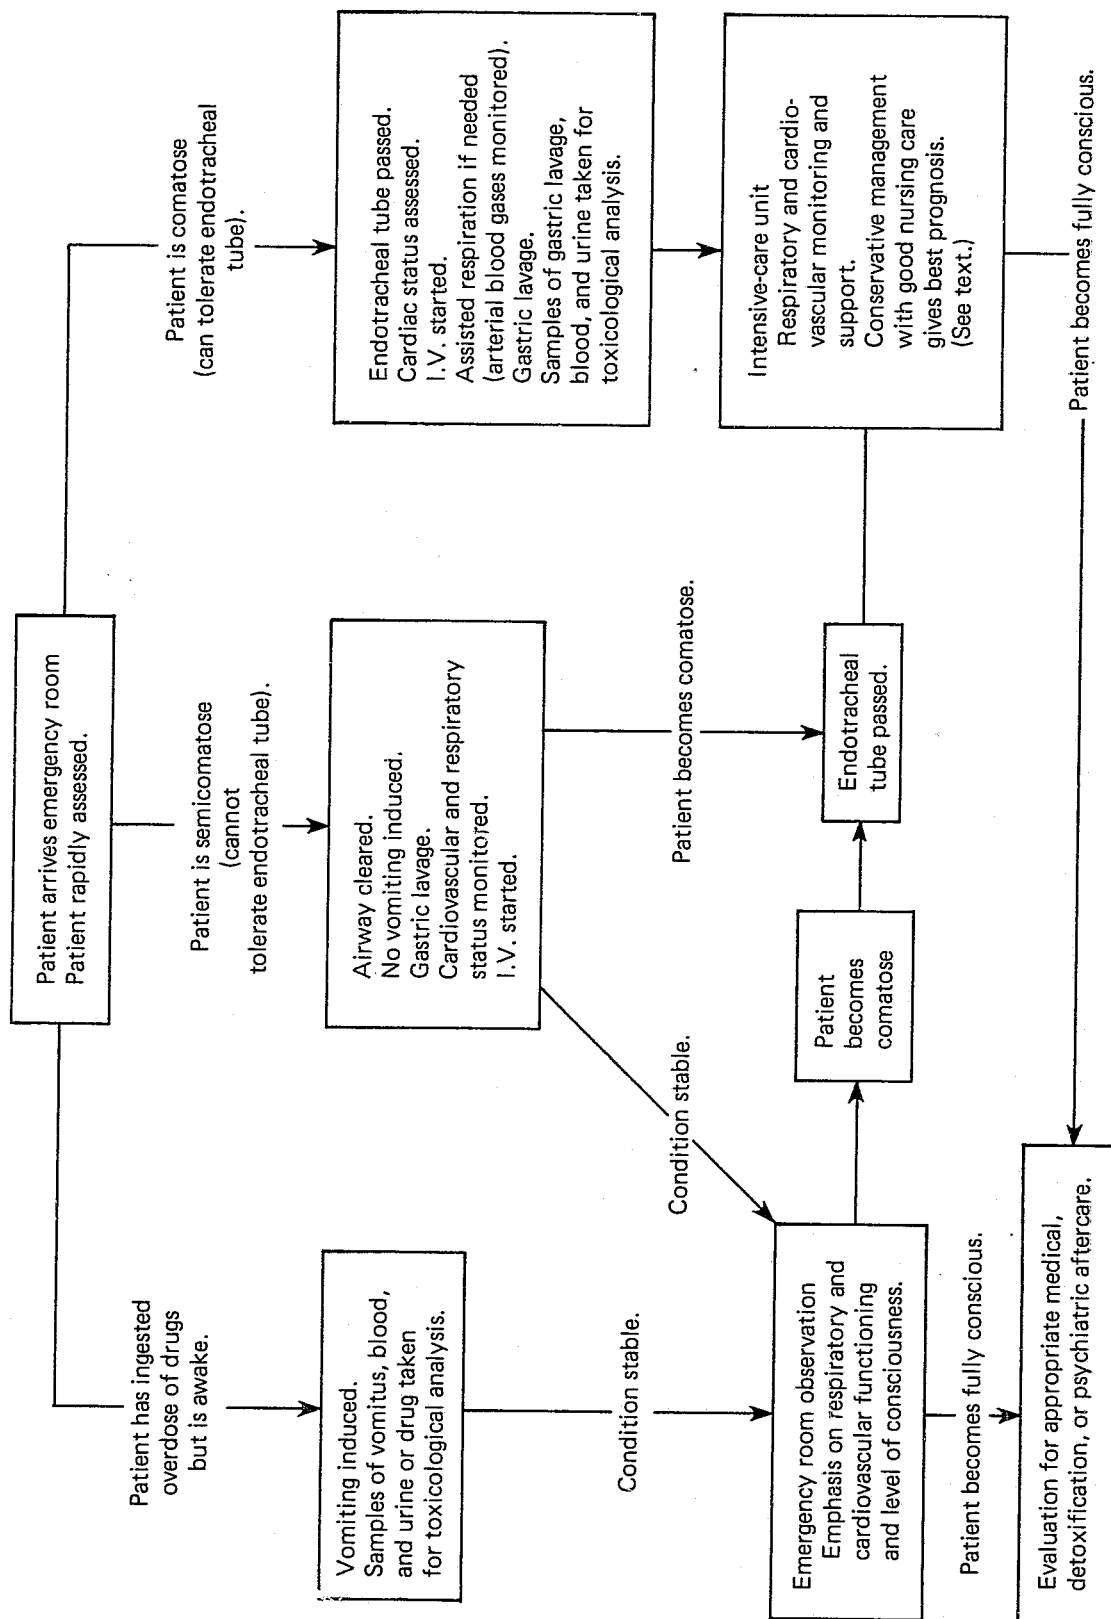 Patient arrives emergency room
Patient rapidly assessed.
Patient has ingested
overdose of drugs
but is awake.
Patient is semicomatose
(cannot
tolerate endotracheal tube).
Patient is comatose
(can tolerate endotracheal
tube).
Vomiting induced.
Samples of vomitus, blood,
and urine or drug taken
for toxicological analysis.
Airway cleared.
No vomiting induced.
Gastric lavage.
Cardiovascular and respiratory
status monitored.
I.V. started.
Endotracheal tube passed.
Cardiac status assessed.
I.V. started.
Assisted respiration if needed
(arterial blood gases monitored).
Gastric lavage.
Samples of gastric lavage,
blood, and urine taken for
toxicological analysis.
Condition stable.
Condition stable.
Patient becomes comatose.
Emergency room observation
Emphasis on respiratory and
cardiovascular functioning
and level of consciousness.
Patient
becomes
comatose
Endotracheal
tube passed.
Intensive-care unit
Respiratory and cardio-
vascular monitoring and
support.
Conservative management
with good nursing care
gives best prognosis.
(See text.)
Patient becomes fully conscious.
Patient becomes fully conscious.
Evaluation for appropriate medical,
detoxification, or psychiatric aftercare.